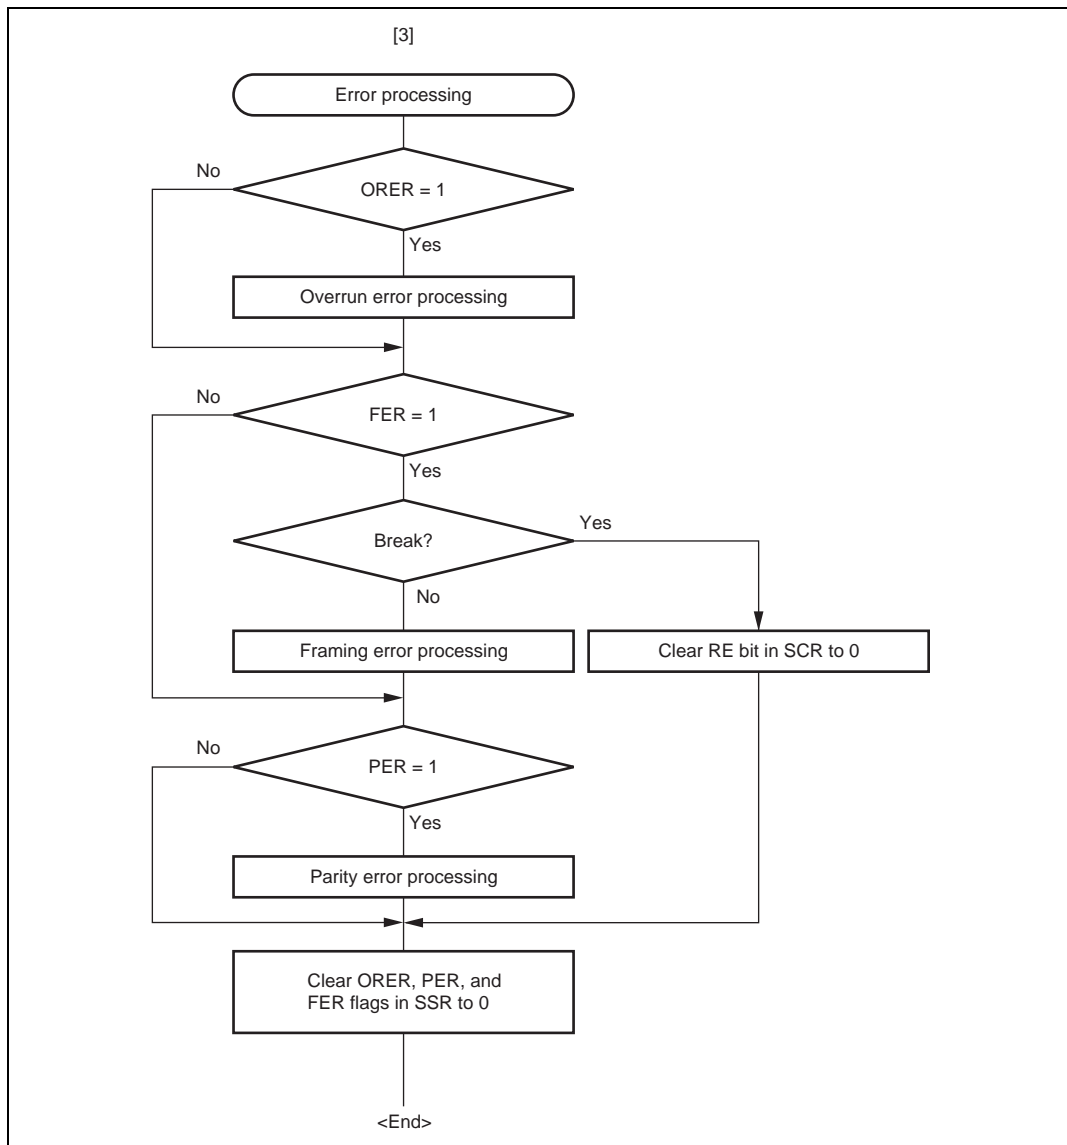 [3]
Error processing
No
ORER = 1
Yes
Overrun error processing
No
FER = 1
Yes
Yes
Break?
No
Framing error processing
Clear RE bit in SCR to 0
No
PER = 1
Yes
Parity error processing
Clear ORER, PER, and
FER flags in SSR to 0
<End>